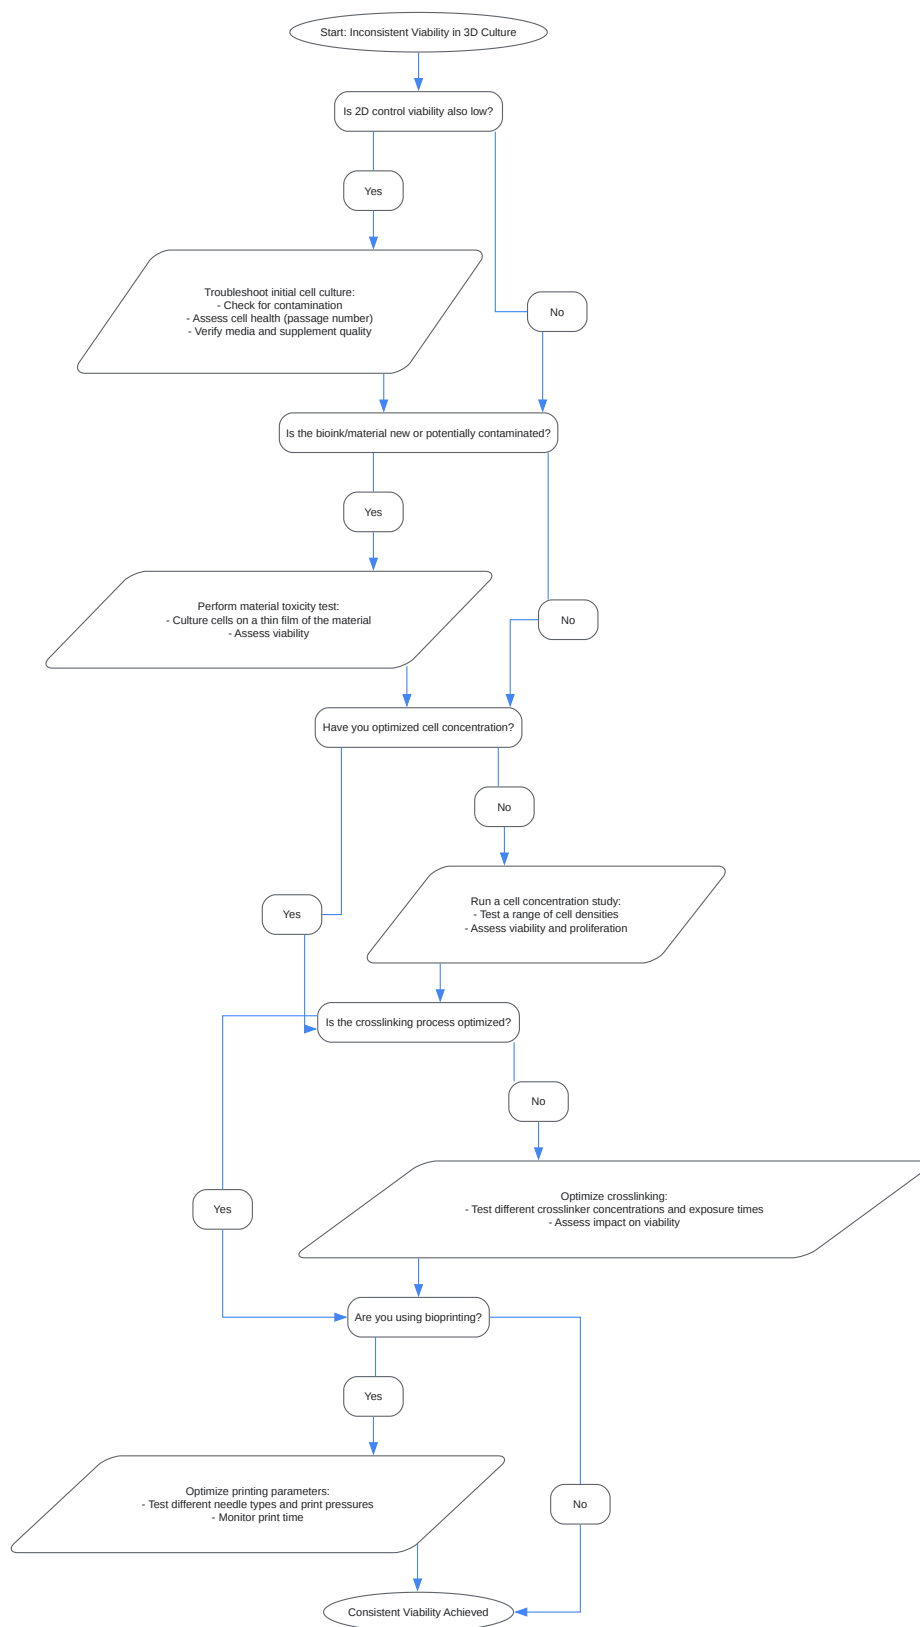 Start: Inconsistent Viability in 3D Culture
Is 2D control viability also low?
Yes
Troubleshoot initial cell culture:
- Check for contamination
- Assess cell health (passage number)
- Verify media and supplement quality
No
Is the bioink/material new or potentially contaminated?
Yes
Perform material toxicity test:
- Culture cells on a thin film of the material
- Assess viability
No
Have you optimized cell concentration?
No
Run a cell concentration study:
- Test a range of cell densities
- Assess viability and proliferation
Yes
Is the crosslinking process optimized?
No
Optimize crosslinking:
- Test different crosslinker concentrations and exposure times
- Assess impact on viability
Yes
Are you using bioprinting?
Yes
Optimize printing parameters:
- Test different needle types and print pressures
- Monitor print time
No
Consistent Viability Achieved